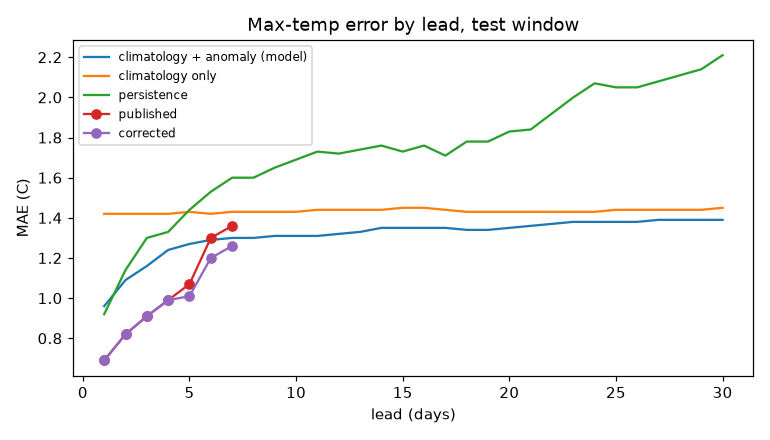 Max-temp error by lead, test window
climatology + anomaly (model)
climatology only
persistence
published
corrected
MAE (C)
2.2
2.0
1.8
1.6
1.4
1.2
1.0
0.8
0 5 10 15 20 25 30
lead (days)